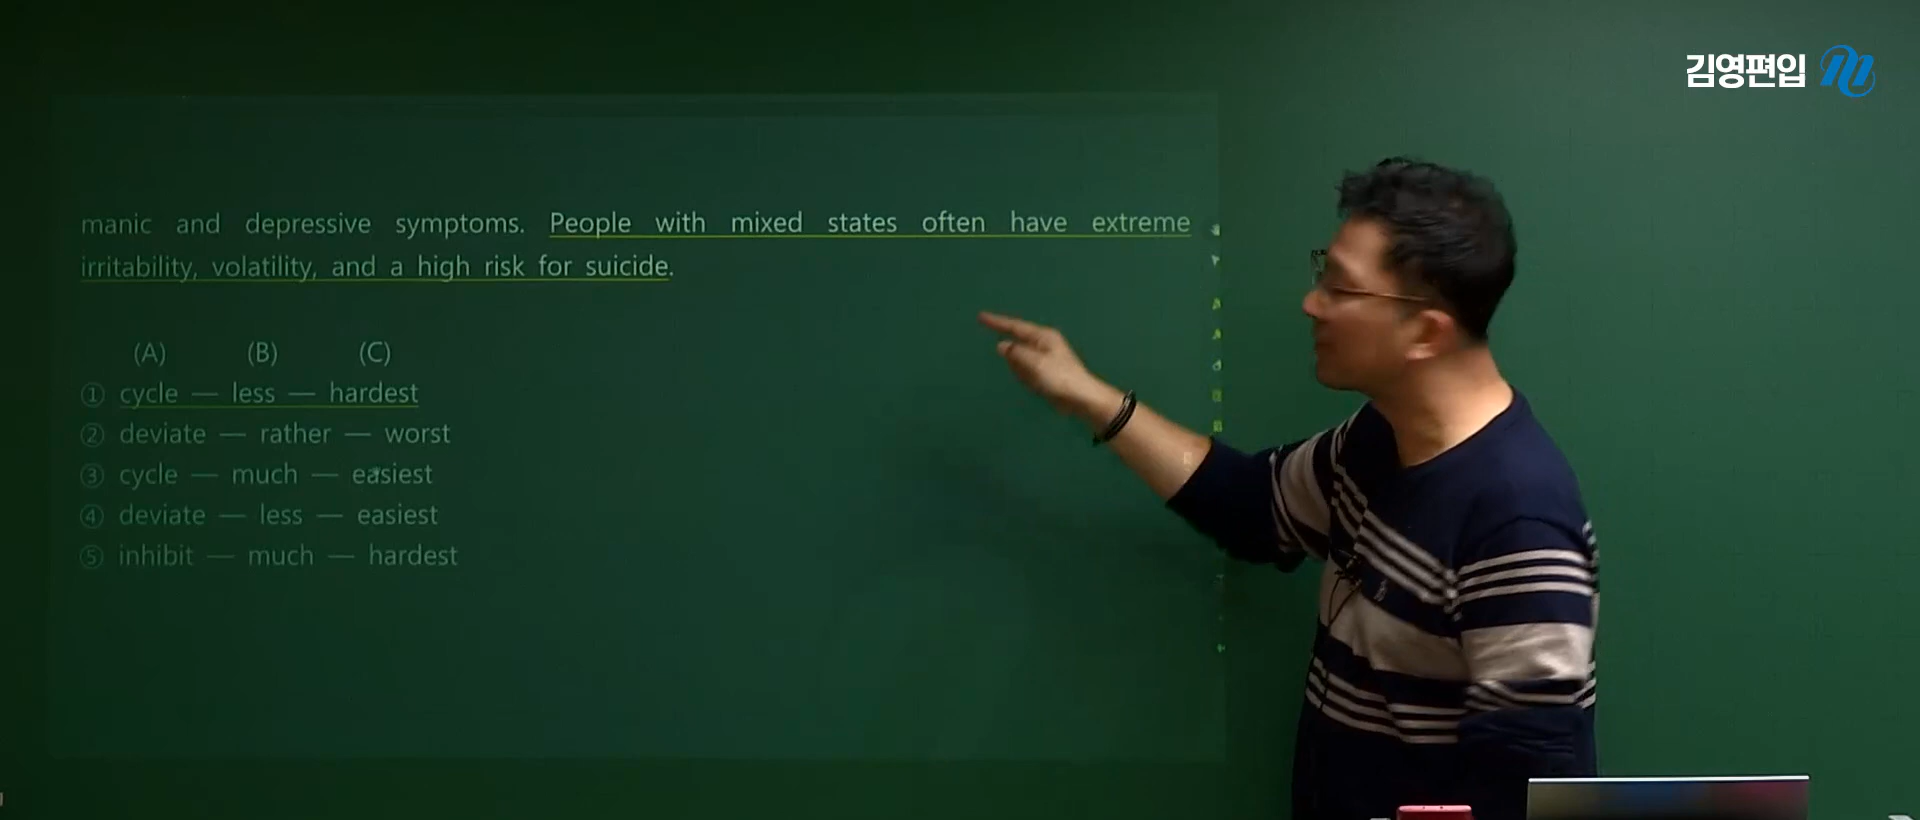 김영편입
manic and depressive symptoms. People with mixed states often have extreme
irritability, volatility, and a high risk for suicide.
(A) (B) (C)
① cycle — less — hardest
② deviate — rather — worst
③ cycle — much — easiest
④ deviate — less — easiest
⑤ inhibit — much — hardest